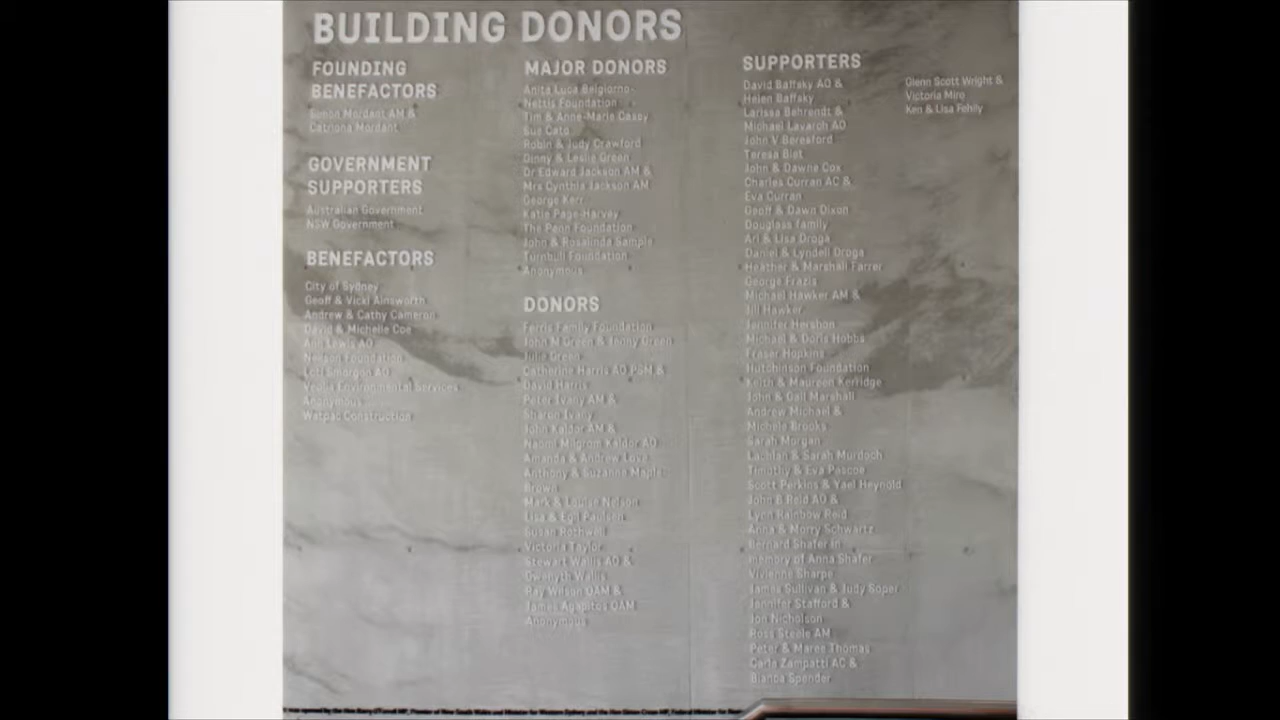 BUILDING DONORS
FOUNDING
BENEFACTORS
Simon Mordant AM &
Catriona Mordant
GOVERNMENT
SUPPORTERS
Australian Government
NSW Government
BENEFACTORS
City of Sydney
Geoff & Vicki Ainsworth
Andrew & Cathy Cameron
David & Michelle Coe
Ann Lewis AO
Neilson Foundation
Loti Smorgon AO
Veolia Environmental Services
Anonymous
Watpac Construction
MAJOR DONORS
Anita Luca Belgiorno-
Nettis Foundation
Tim & Anne-Marie Casey
Sue Cato
Robin & Judy Crawford
Ginny & Leslie Green
Dr Edward Jackson AM &
Mrs Cynthia Jackson AM
George Kerr
Katie Page-Harvey
The Penn Foundation
John & Rosalinda Sample
Turnbull Foundation
Anonymous
DONORS
Ferris Family Foundation
John M Green & Jenny Green
Julie Green
Catherine Harris AO PSM &
David Harris
Peter Ivany AM &
Sharon Ivany
John Kaldor AM &
Naomi Milgrom Kaldor AO
Amanda & Andrew Love
Anthony & Suzanne Maple-
Brown
Mark & Louise Nelson
Lisa & Egil Paulsen
Susan Rothwell
Victoria Taylor
Stewart Wallis AO &
Gwenyth Wallis
Ray Wilson OAM &
James Agapitos OAM
Anonymous
SUPPORTERS
David Baffsky AO &
Helen Baffsky
Larissa Behrendt &
Michael Lavarch AO
John V Beresford
Teresa Biet
John & Dawne Cox
Charles Curran AC &
Eva Curran
Geoff & Dawn Dixon
Douglass family
Ari & Lisa Droga
Daniel & Lyndell Droga
Heather & Marshall Farrer
George Frazis
Michael Hawker AM &
Jill Hawker
Jennifer Hershon
Michael & Doris Hobbs
Fraser Hopkins
Hutchinson Foundation
Keith & Maureen Kerridge
John & Gail Marshall
Andrew Michael &
Michele Brooks
Sarah Morgan
Lachlan & Sarah Murdoch
Timothy & Eva Pascoe
Scott Perkins & Yael Heynold
John B Reid AO &
Lynn Rainbow Reid
Anna & Morry Schwartz
Bernard Shafer in
memory of Anna Shafer
Vivienne Sharpe
James Sullivan & Judy Soper
Jennifer Stafford &
Jon Nicholson
Ross Steele AM
Peter & Maree Thomas
Carla Zampatti AC &
Bianca Spender
Glenn Scott Wright &
Victoria Miro
Ken & Lisa Fehily